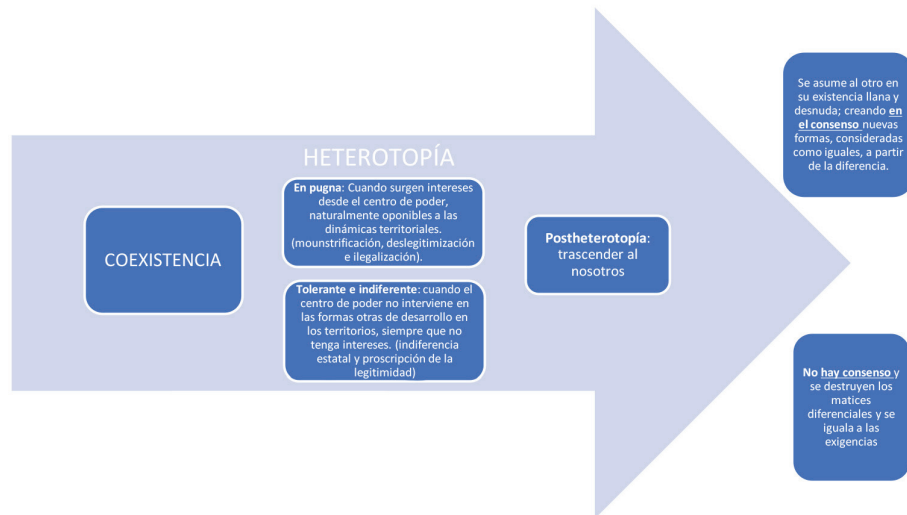 HETEROTOPÍA
COEXISTENCIA
En pugna: Cuando surgen intereses
desde el centro de poder,
naturalmente oponibles a las
dinámicas territoriales.
(mounstrificación, deslegitimización
e ilegalización).
Tolerante e indiferente: cuando el
centro de poder no interviene en
las formas otras de desarrollo en
los territorios, siempre que no
tenga intereses. (indiferencia
estatal y proscripción de la
legitimidad)
Postheterotopía:
trascender al
nosotros
Se asume al otro en
su existencia llana y
desnuda; creando en
el consenso nuevas
formas, consideradas
como iguales, a partir
de la diferencia.
No hay consenso y
se destruyen los
matices
diferenciales y se
iguala a las
exigencias